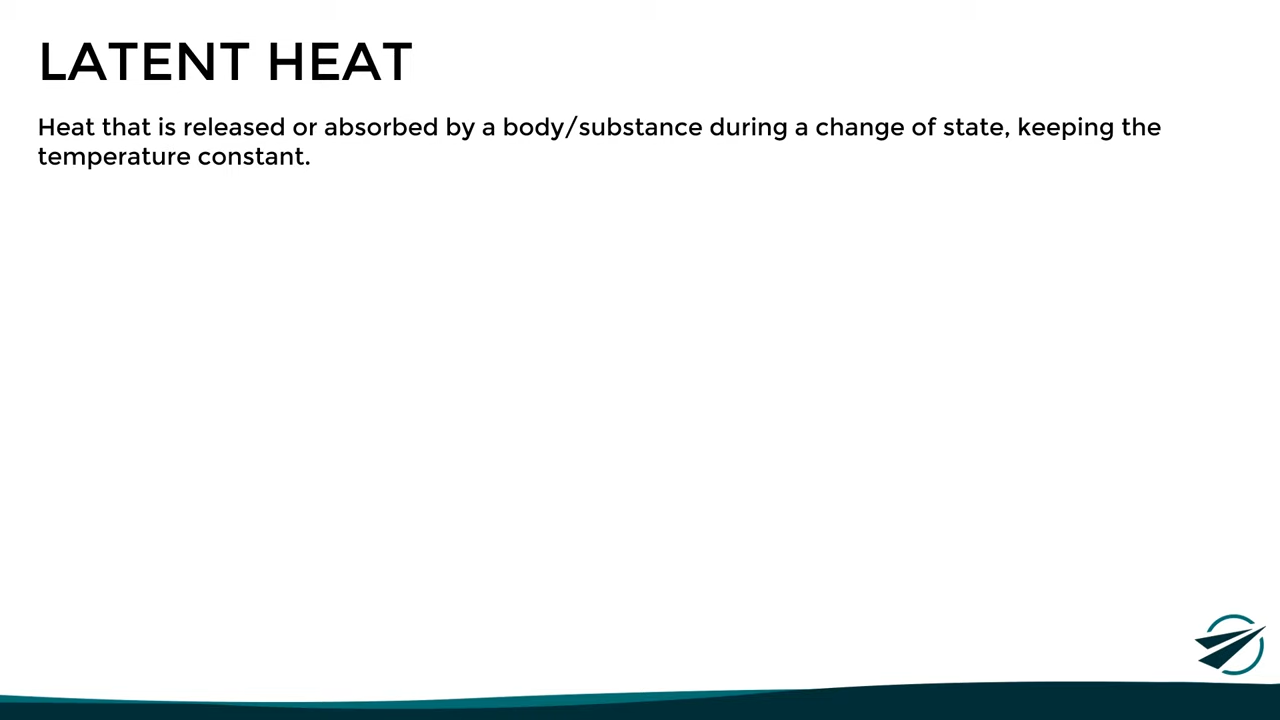 LATENT HEAT
Heat that is released or absorbed by a body/substance during a change of state, keeping the
temperature constant.